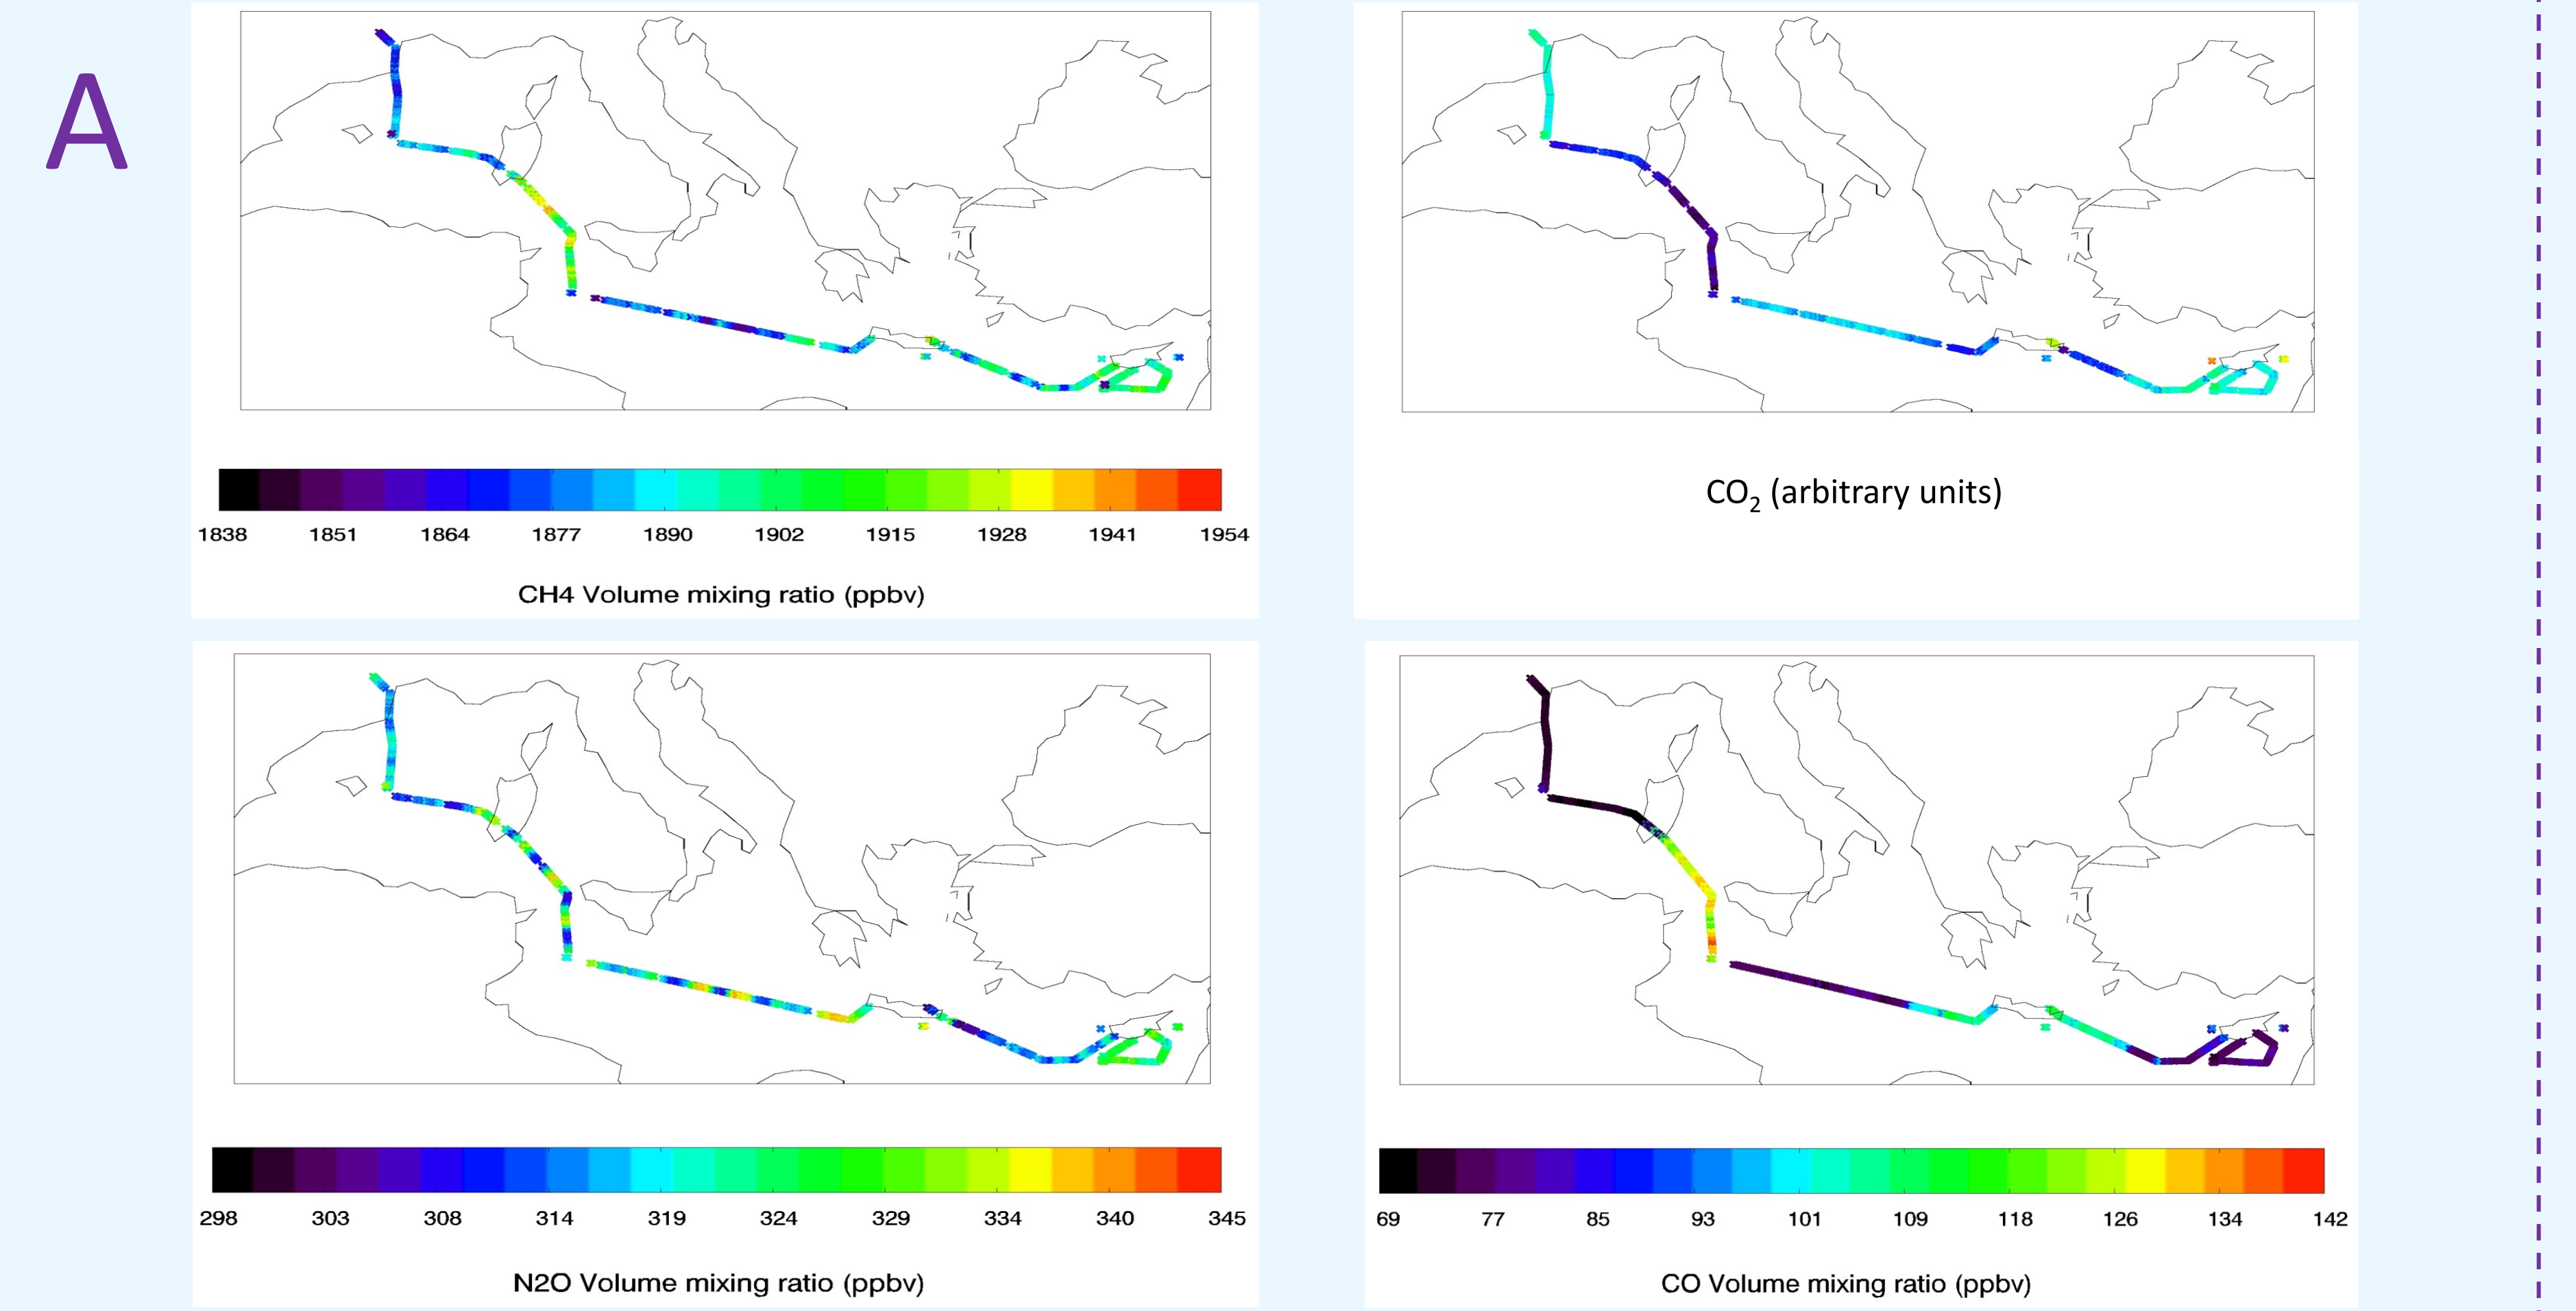 A
1838 1851 1864 1877 1890 1902 1915 1928 1941 1954
CH4 Volume mixing ratio (ppbv)
CO₂ (arbitrary units)
298 303 308 314 319 324 329 334 340 345
N2O Volume mixing ratio (ppbv)
69 77 85 93 101 109 118 126 134 142
CO Volume mixing ratio (ppbv)